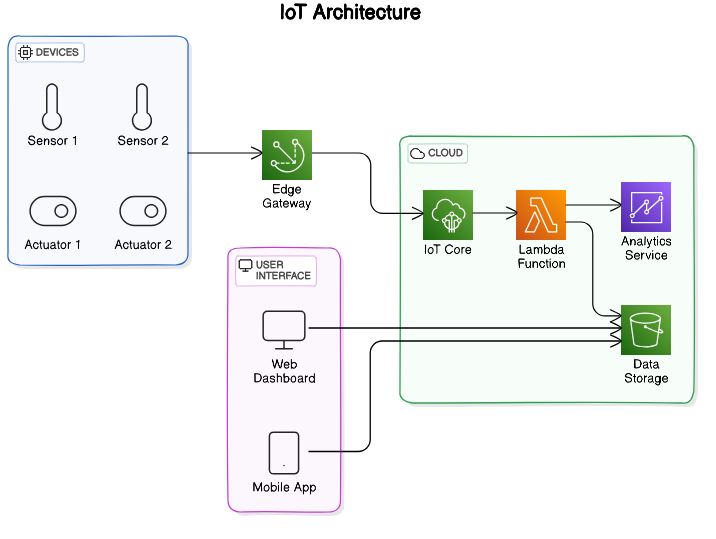 IoT Architecture
DEVICES
Sensor 1
Sensor 2
Actuator 1
Actuator 2
Edge
Gateway
CLOUD
IoT Core
Lambda
Function
Analytics
Service
Data
Storage
USER
INTERFACE
Web
Dashboard
Mobile App